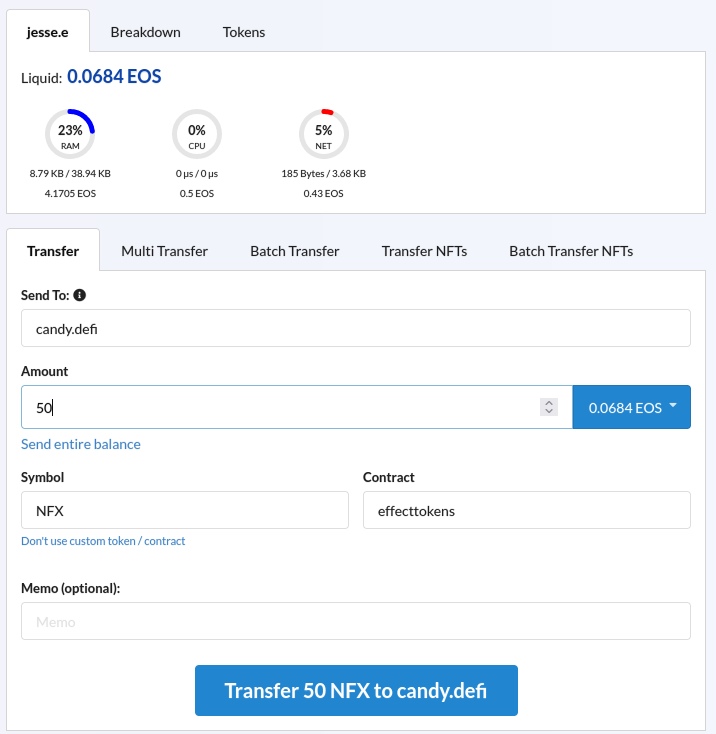 jesse.e Breakdown Tokens
Liquid: 0.0684 EOS
23% 0% 5%
RAM CPU NET
8.79 KB / 38.94 KB 0 µs / 0 µs 185 Bytes / 3.68 KB
4.1705 EOS 0.5 EOS 0.43 EOS
Transfer Multi Transfer Batch Transfer Transfer NFTs Batch Transfer NFTs
Send To:
candy.defi
Amount
50 0.0684 EOS
Send entire balance
Symbol Contract
NFX effecttokens
Don't use custom token / contract
Memo (optional):
Memo
Transfer 50 NFX to candy.defi